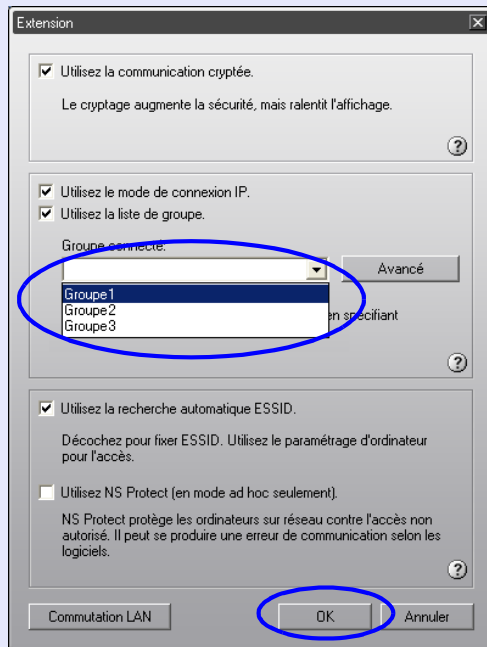 Extension
Utilisez la communication cryptée.
Le cryptage augmente la sécurité, mais ralentit l'affichage.
?
Utilisez le mode de connexion IP.
Utilisez la liste de groupe.
Groupe connecté:
Avancé
Groupe1
Groupe2
Groupe3
en spécifiant
?
Utilisez la recherche automatique ESSID.
Décochez pour fixer ESSID. Utilisez le paramétrage d'ordinateur
pour l'accès.
Utilisez NS Protect (en mode ad hoc seulement).
NS Protect protège les ordinateurs sur réseau contre l'accès non
autorisé. Il peut se produire une erreur de communication selon les
logiciels.
?
Commutation LAN
OK
Annuler